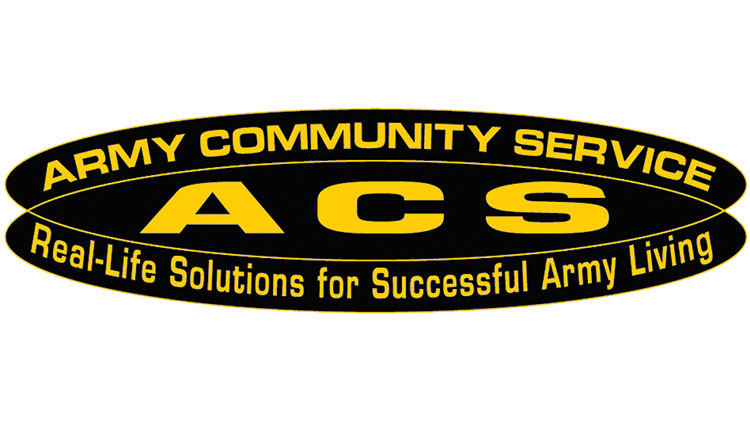 ARMY COMMUNITY SERVICE
ACS
Real-Life Solutions for Successful Army Living